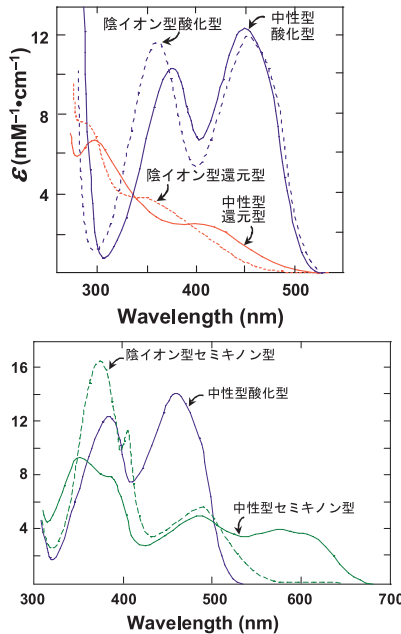 陰イオン型酸化型
中性型
酸化型
12
8
4
ε(mM⁻¹•cm⁻¹)
陰イオン型還元型
中性型
還元型
300
400
500
Wavelength (nm)
陰イオン型セミキノン型
中性型酸化型
16
12
8
4
中性型セミキノン型
300
400
500
600
700
Wavelength (nm)